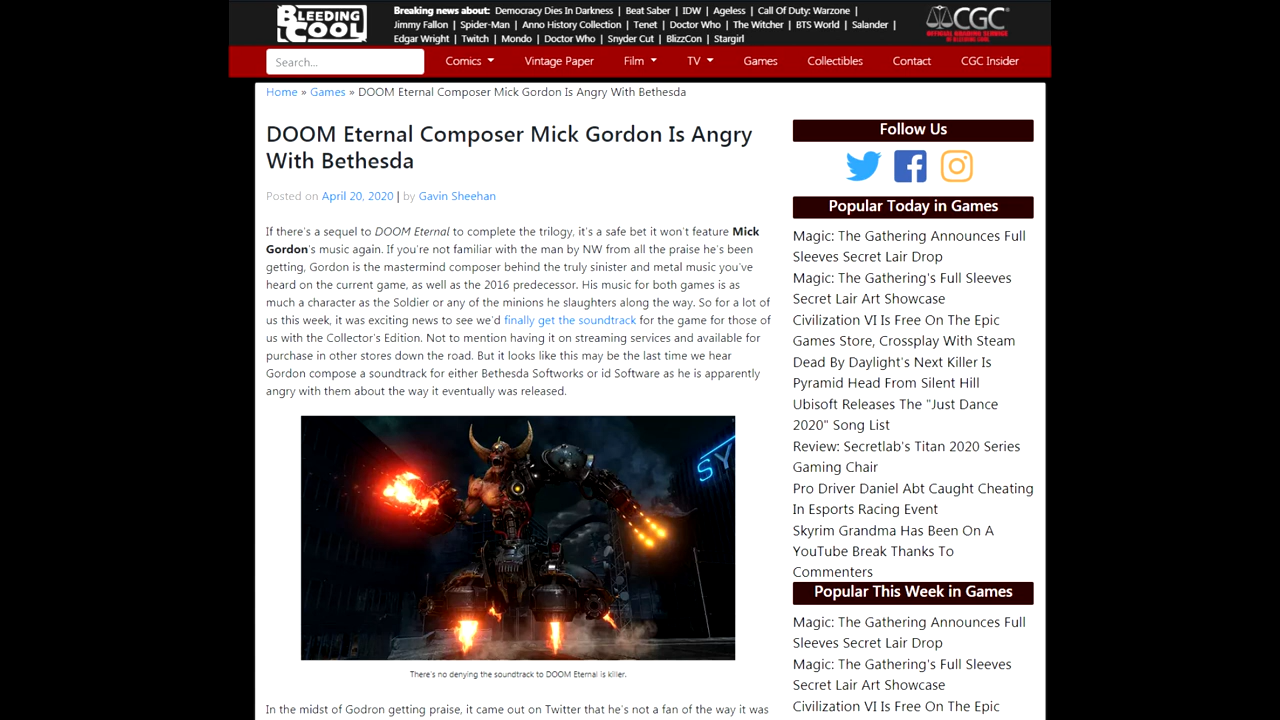 BLEEDING COOL
Breaking news about: Democracy Dies In Darkness | Beat Saber | IDW | Ageless | Call Of Duty: Warzone |
Jimmy Fallon | Spider-Man | Anno History Collection | Tenet | Doctor Who | The Witcher | BTS World | Salander |
Edgar Wright | Twitch | Mondo | Doctor Who | Snyder Cut | BlizzCon | Stargirl
CGC
Search...
Comics
Vintage Paper
Film
TV
Games
Collectibles
Contact
CGC Insider
Home » Games » DOOM Eternal Composer Mick Gordon Is Angry With Bethesda
DOOM Eternal Composer Mick Gordon Is Angry
With Bethesda
Posted on April 20, 2020 | by Gavin Sheehan
If there's a sequel to DOOM Eternal to complete the trilogy, it's a safe bet it won't feature Mick
Gordon's music again. If you're not familiar with the man by NW from all the praise he's been
getting, Gordon is the mastermind composer behind the truly sinister and metal music you've
heard on the current game, as well as the 2016 predecessor. His music for both games is as
much a character as the Soldier or any of the minions he slaughters along the way. So for a lot of
us this week, it was exciting news to see we'd finally get the soundtrack for the game for those of
us with the Collector's Edition. Not to mention having it on streaming services and available for
purchase in other stores down the road. But it looks like this may be the last time we hear
Gordon compose a soundtrack for either Bethesda Softworks or id Software as he is apparently
angry with them about the way it eventually was released.
SY
There's no denying the soundtrack to DOOM Eternal is killer.
In the midst of Godron getting praise, it came out on Twitter that he's not a fan of the way it was
Follow Us
Popular Today in Games
Magic: The Gathering Announces Full
Sleeves Secret Lair Drop
Magic: The Gathering's Full Sleeves
Secret Lair Art Showcase
Civilization VI Is Free On The Epic
Games Store, Crossplay With Steam
Dead By Daylight's Next Killer Is
Pyramid Head From Silent Hill
Ubisoft Releases The "Just Dance
2020" Song List
Review: Secretlab's Titan 2020 Series
Gaming Chair
Pro Driver Daniel Abt Caught Cheating
In Esports Racing Event
Skyrim Grandma Has Been On A
YouTube Break Thanks To
Commenters
Popular This Week in Games
Magic: The Gathering Announces Full
Sleeves Secret Lair Drop
Magic: The Gathering's Full Sleeves
Secret Lair Art Showcase
Civilization VI Is Free On The Epic